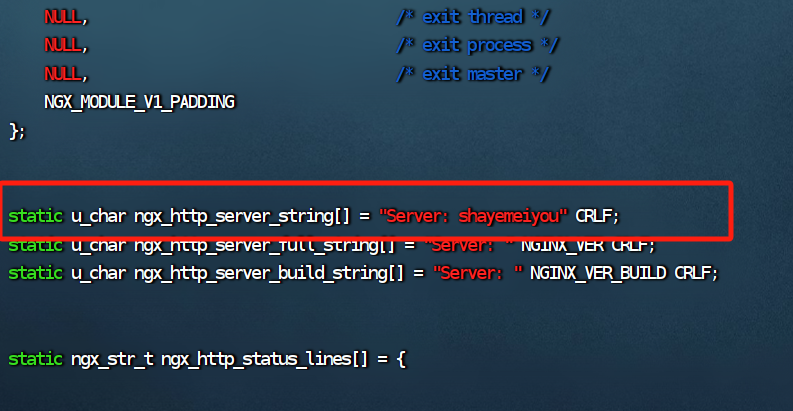 NULL, /* exit thread */
NULL, /* exit process */
NULL, /* exit master */
NGX_MODULE_V1_PADDING
};
static u_char ngx_http_server_string[] = "Server: shayemeiyou" CRLF;
static u_char ngx_http_server_full_string[] = "Server: " NGINX_VER CRLF;
static u_char ngx_http_server_build_string[] = "Server: " NGINX_VER_BUILD CRLF;
static ngx_str_t ngx_http_status_lines[] = {